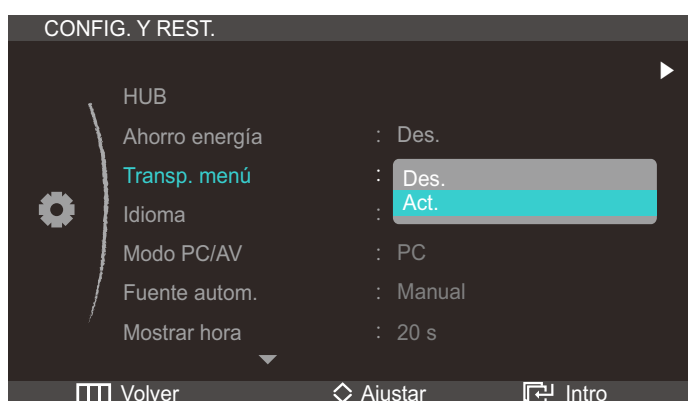 CONFIG. Y REST.
HUB
Ahorro energía : Des.
Transp. menú : Des.
Act.
Idioma :
Modo PC/AV : PC
Fuente autom. : Manual
Mostrar hora : 20 s
Volver Ajustar Intro